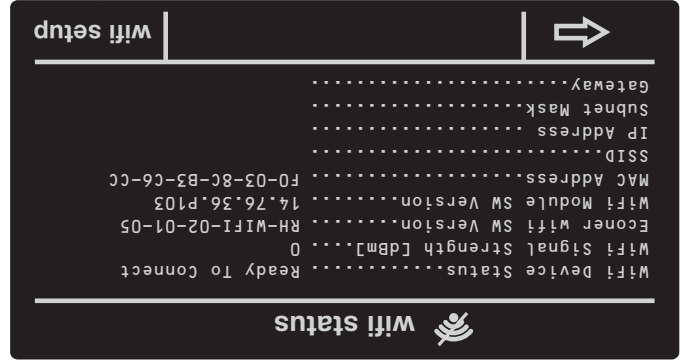 wifi status
WiFi Device Status............. Ready To Connect
WiFi Signal Strength [dBm].... 0
Econer wifi SW Version........ RH-WIFI-02-01-05
WiFi Module SW Version........ 14.76.36.P103
MAC Address.................... F0-03-8C-B3-C6-CC
SSID............................
IP Address ...................
Subnet Mask....................
Gateway.......................
wifi setup